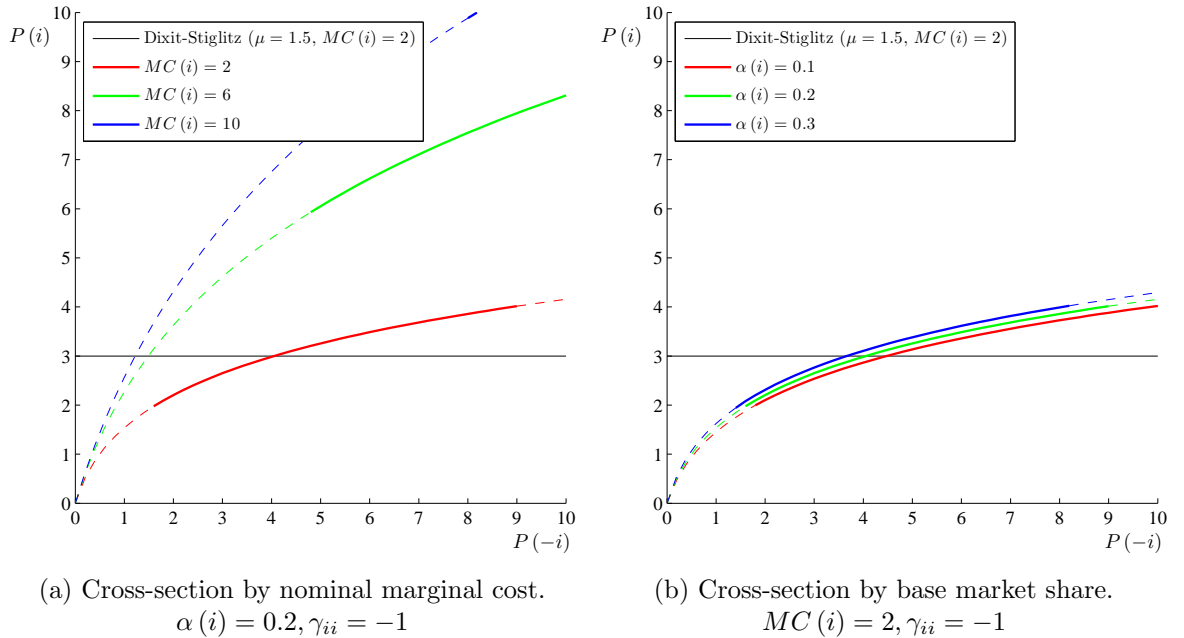 P (i)
10
9
8
7
6
5
4
3
2
1
0
Dixit-Stiglitz (μ = 1.5, MC (i) = 2)
MC (i) = 2
MC (i) = 6
MC (i) = 10
0 1 2 3 4 5 6 7 8 9 10
P (−i)
(a) Cross-section by nominal marginal cost.
α (i) = 0.2, γii = −1
P (i)
10
9
8
7
6
5
4
3
2
1
0
Dixit-Stiglitz (μ = 1.5, MC (i) = 2)
α (i) = 0.1
α (i) = 0.2
α (i) = 0.3
0 1 2 3 4 5 6 7 8 9 10
P (−i)
(b) Cross-section by base market share.
MC (i) = 2, γii = −1